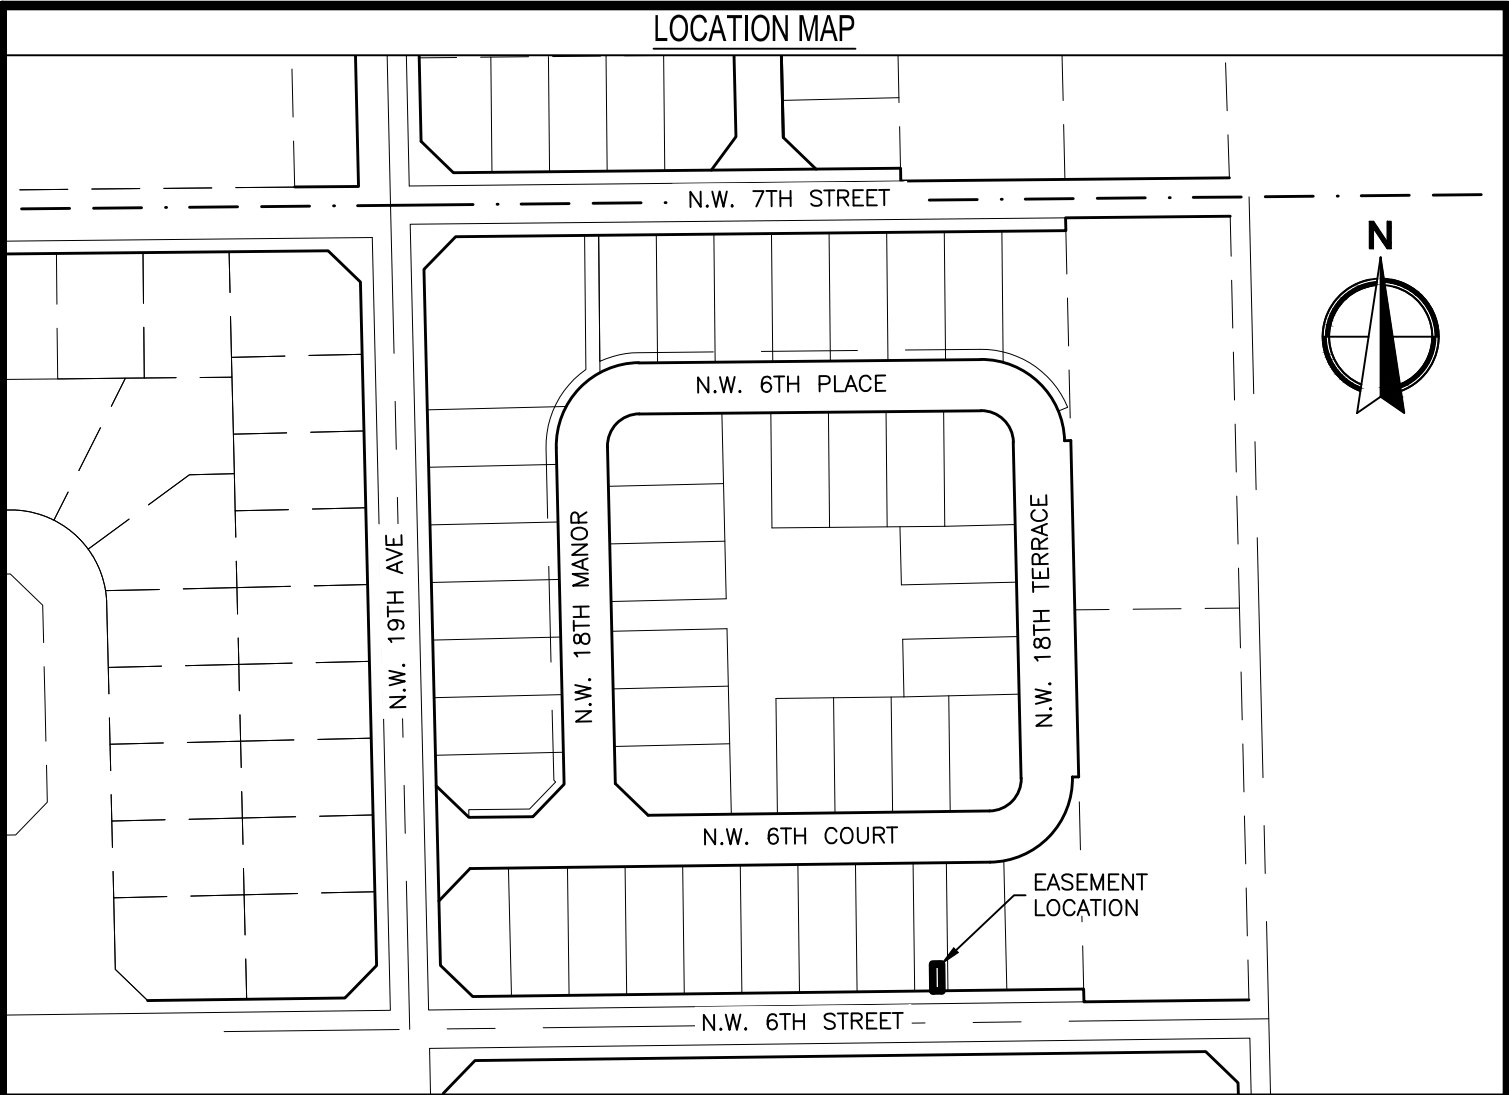 LOCATION MAP
N.W. 7TH STREET
N
N.W. 6TH PLACE
N.W. 19TH AVE
N.W. 18TH MANOR
N.W. 18TH TERRACE
N.W. 6TH COURT
EASEMENT
LOCATION
N.W. 6TH STREET